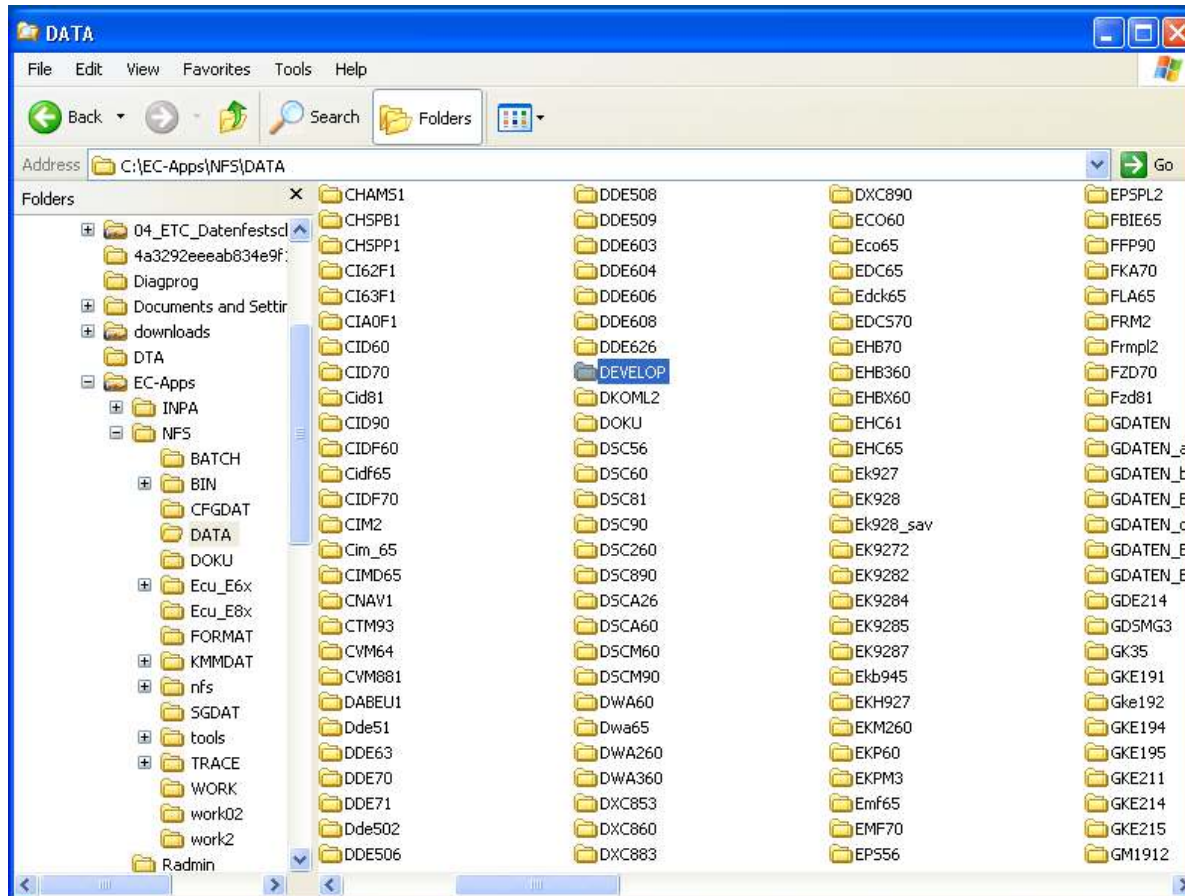 DATA
File Edit View Favorites Tools Help
Back Search Folders
Address C:\EC-Apps\NFS\DATA Go
Folders
04_ETC_Datenfestscl
4a3292eeeab834e9f
Diagprog
Documents and Settir
downloads
DTA
EC-Apps
INPA
NFS
BATCH
BIN
CFGDAT
DATA
DOKU
Ecu_E6x
Ecu_E8x
FORMAT
KMMDAT
nfs
SGDAT
tools
TRACE
WORK
work02
work2
Radmin
CHAMS1
CHSPB1
CHSPP1
CI62F1
CI63F1
CIA0F1
CID60
CID70
Cid81
CID90
CIDF60
Cidf65
CIDF70
CIM2
Cim_65
CIMD65
CNAV1
CTM93
CVM64
CVM881
DABEU1
Dde51
DDE63
DDE70
DDE71
Dde502
DDE506
DDE508
DDE509
DDE603
DDE604
DDE606
DDE608
DDE626
DEVELOP
DKOML2
DOKU
DSC56
DSC60
DSC81
DSC90
DSC260
DSC890
DSCA26
DSCA60
DSCM60
DSCM90
DWA60
Dwa65
DWA260
DWA360
DXC853
DXC860
DXC883
DXC890
ECO60
Eco65
EDC65
Edck65
EDCS70
EHB70
EHB360
EHBX60
EHC61
EHC65
Ek927
EK928
Ek928_sav
EK9272
EK9282
EK9284
EK9285
EK9287
Ekb945
EKH927
EKM260
EKP60
EKPM3
Emf65
EMF70
EPS56
EPSPL2
FBIE65
FFP90
FKA70
FLA65
FRM2
Frmpl2
FZD70
Fzd81
GDATEN
GDATEN_a
GDATEN_b
GDATEN_E
GDATEN_c
GDATEN_E
GDATEN_E
GDE214
GDSMG3
GK35
GKE191
Gke192
GKE194
GKE195
GKE211
GKE214
GKE215
GM1912